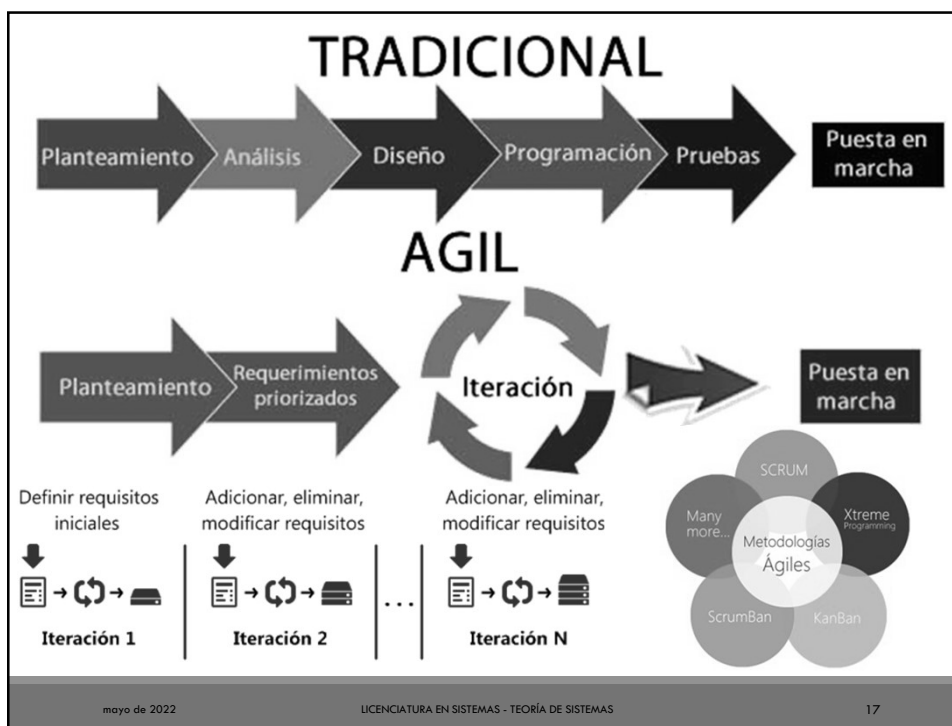 TRADICIONAL
Planteamiento
Análisis
Diseño
Programación
Pruebas
Puesta en
marcha
AGIL
Planteamiento
Requerimientos
priorizados
Iteración
Puesta en
marcha
Definir requisitos
iniciales
Adicionar, eliminar,
modificar requisitos
Adicionar, eliminar,
modificar requisitos
...
Iteración 1
Iteración 2
Iteración N
SCRUM
Many
more...
Xtreme
Programming
Metodologías
Ágiles
ScrumBan
KanBan
mayo de 2022
LICENCIATURA EN SISTEMAS - TEORÍA DE SISTEMAS
17